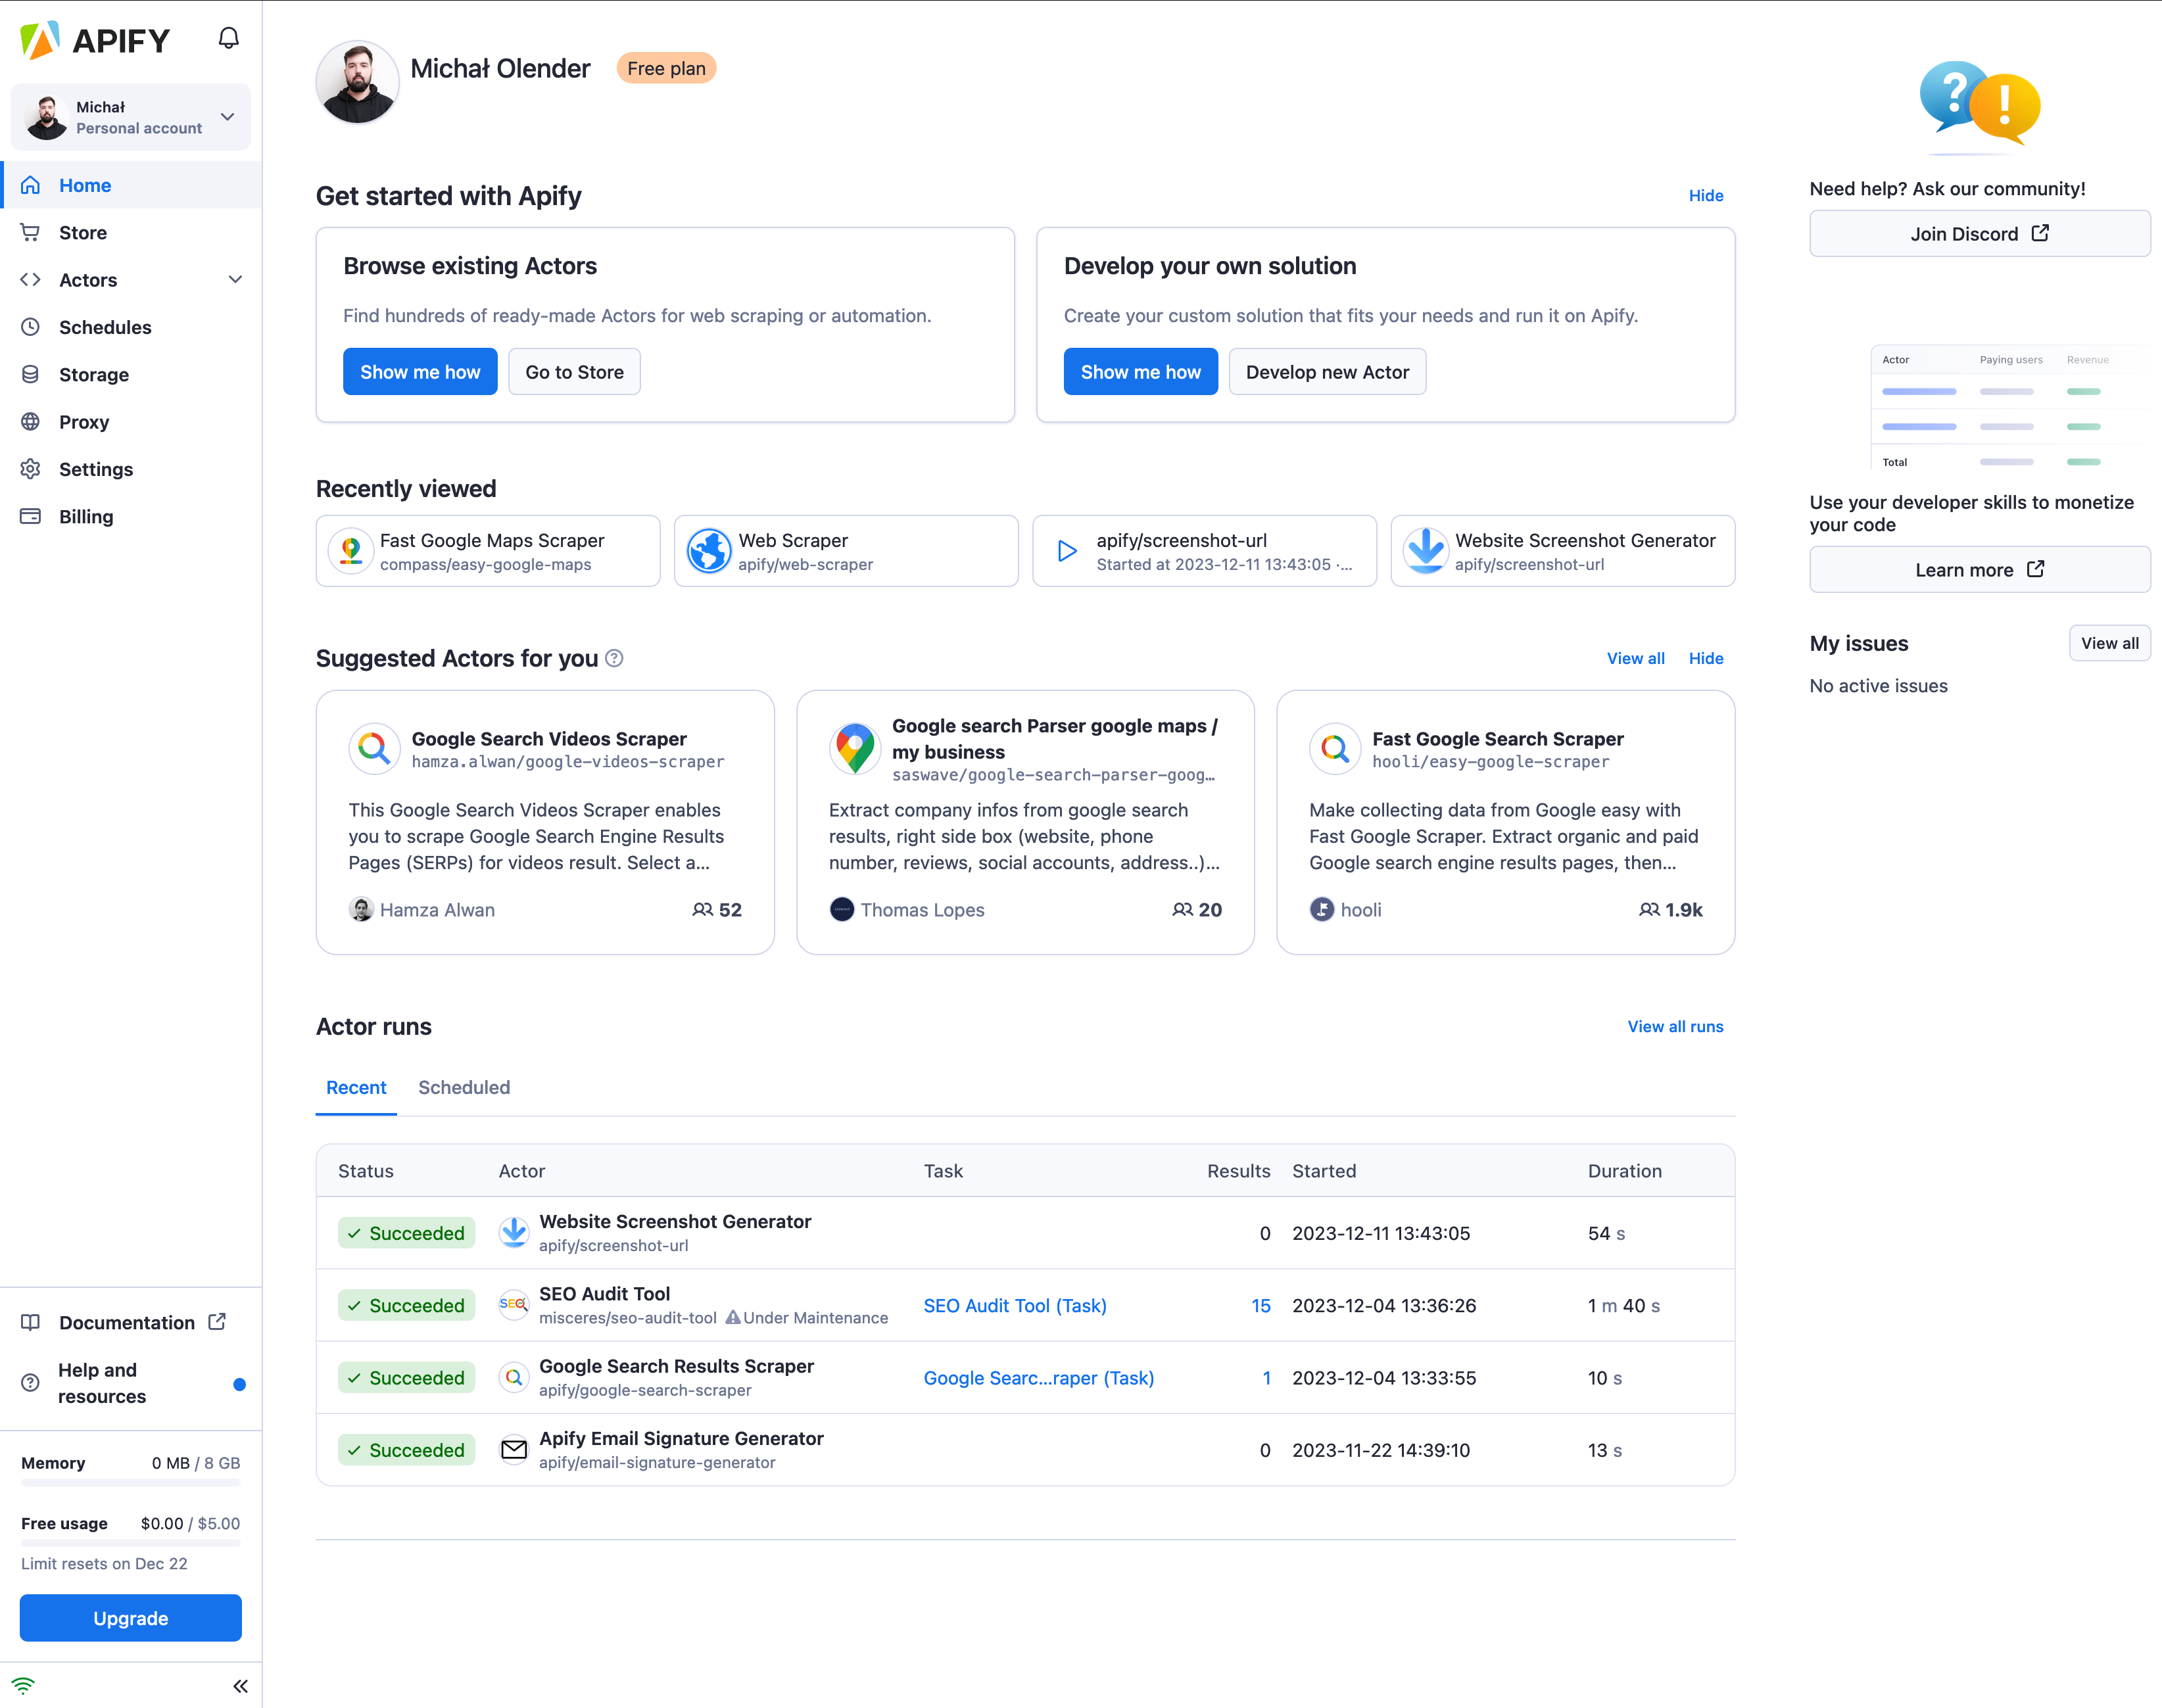 APIFY
Michał
Personal account
Home
Store
Actors
Schedules
Storage
Proxy
Settings
Billing
Documentation
Help and
resources
Memory 0 MB / 8 GB
Free usage $0.00 / $5.00
Limit resets on Dec 22
Upgrade
Michał Olender Free plan
Get started with Apify Hide
Browse existing Actors
Find hundreds of ready-made Actors for web scraping or automation.
Show me how Go to Store
Develop your own solution
Create your custom solution that fits your needs and run it on Apify.
Show me how Develop new Actor
Recently viewed
Fast Google Maps Scraper
compass/easy-google-maps
Web Scraper
apify/web-scraper
apify/screenshot-url
Started at 2023-12-11 13:43:05 ·...
Website Screenshot Generator
apify/screenshot-url
Suggested Actors for you ? View all Hide
Google Search Videos Scraper
hamza.alwan/google-videos-scraper
This Google Search Videos Scraper enables
you to scrape Google Search Engine Results
Pages (SERPs) for videos result. Select a...
Hamza Alwan 52
Google search Parser google maps /
my business
saswave/google-search-parser-goog…
Extract company infos from google search
results, right side box (website, phone
number, reviews, social accounts, address..)...
Thomas Lopes 20
Fast Google Search Scraper
hooli/easy-google-scraper
Make collecting data from Google easy with
Fast Google Scraper. Extract organic and paid
Google search engine results pages, then...
hooli 1.9k
Actor runs View all runs
Recent Scheduled
Status Actor Task Results Started Duration
Succeeded Website Screenshot Generator 0 2023-12-11 13:43:05 54 s
apify/screenshot-url
Succeeded SEO SEO Audit Tool SEO Audit Tool (Task) 15 2023-12-04 13:36:26 1 m 40 s
misceres/seo-audit-tool Under Maintenance
Succeeded Google Search Results Scraper Google Searc...raper (Task) 1 2023-12-04 13:33:55 10 s
apify/google-search-scraper
Succeeded Apify Email Signature Generator 0 2023-11-22 14:39:10 13 s
apify/email-signature-generator
? !
Need help? Ask our community!
Join Discord
Actor Paying users Revenue
Total
Use your developer skills to monetize
your code
Learn more
My issues View all
No active issues